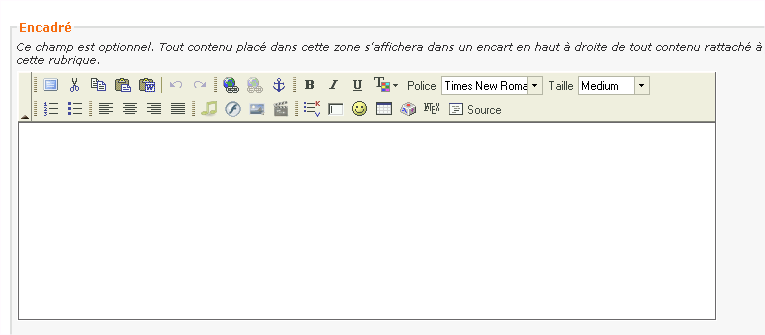 Encadré
Ce champ est optionnel. Tout contenu placé dans cette zone s'affichera dans un encart en haut à droite de tout contenu rattaché à
cette rubrique.
B I U T Police Times New Roma Taille Medium
LATEX Source